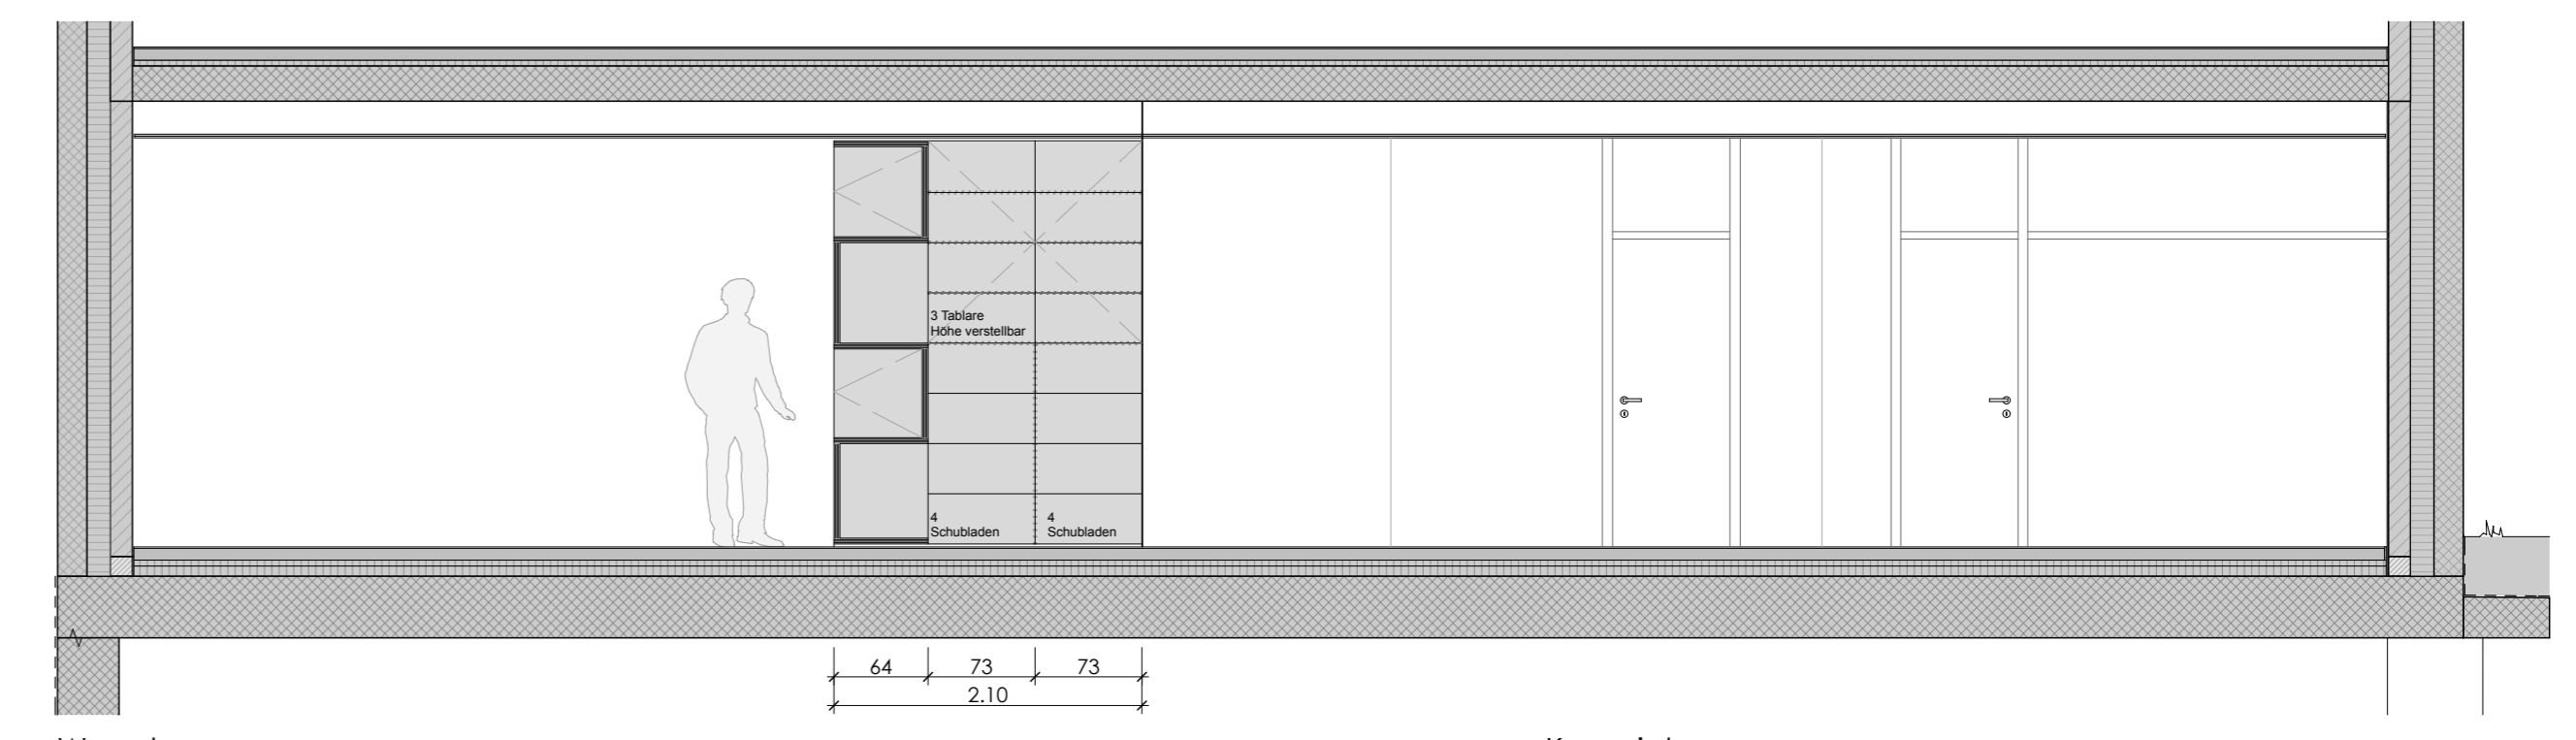 3 Tablare
Höhe verstellbar
4
Schubladen
4
Schubladen
64 73 73
2.10